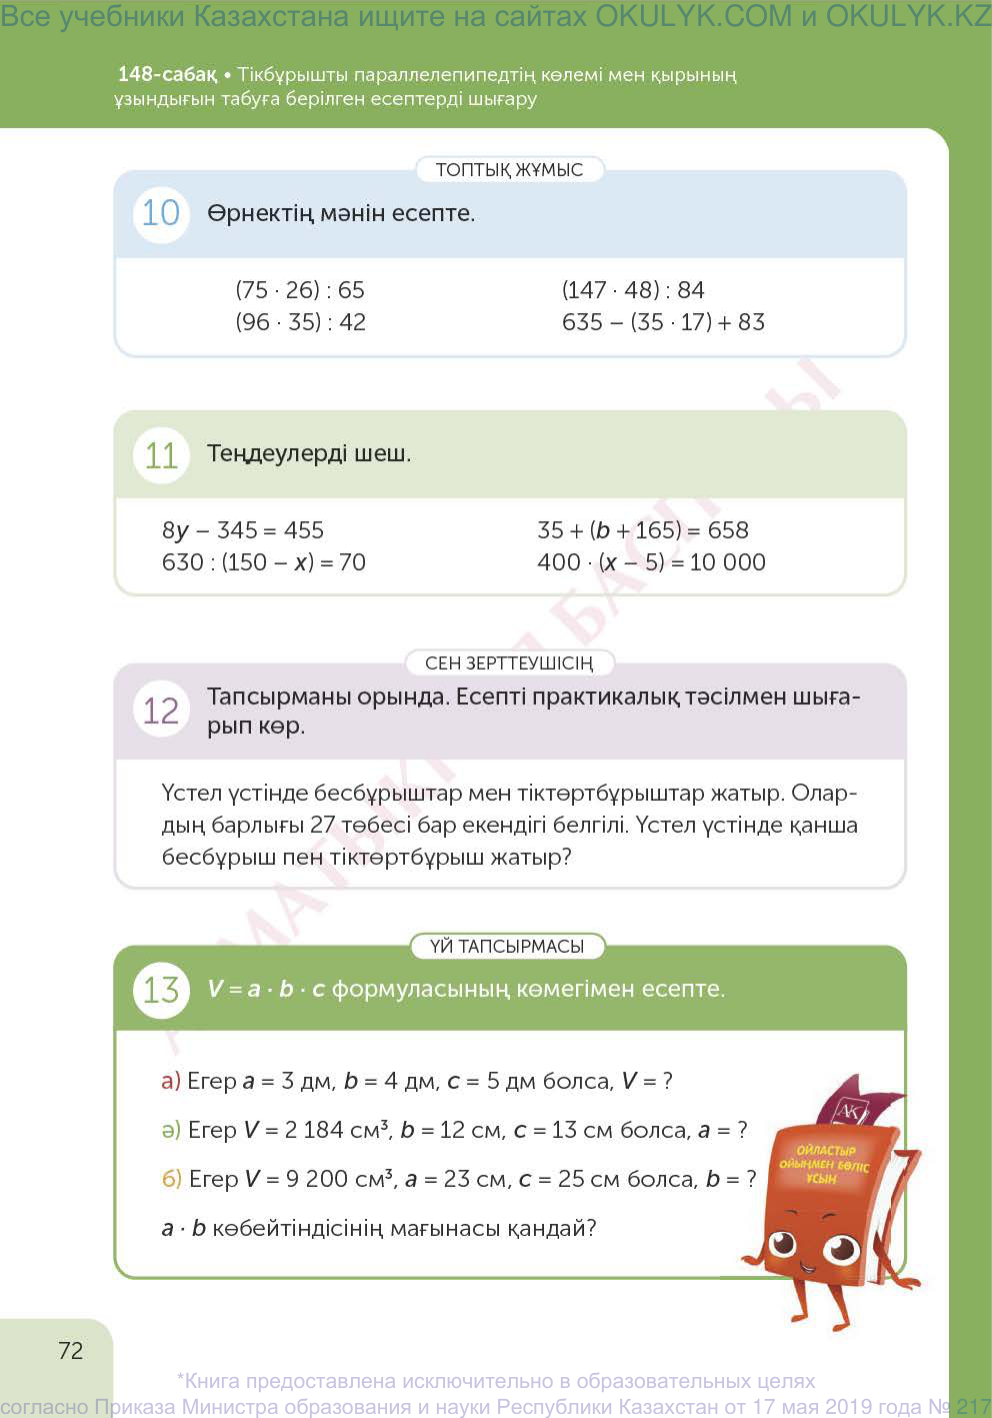 Все учебники Казахстана ищите на сайтах OKULYK.COM и OKULYK.KZ
148-сабақ • Тікбұрышты параллелепипедтің көлемі мен қырының
ұзындығын табуға берілген есептерді шығару
ТОПТЫҚ ЖҰМЫС
10 Өрнектің мәнін есепте.
(75 · 26) : 65 (147 · 48) : 84
(96 · 35) : 42 635 – (35 · 17) + 83
11 Теңдеулерді шеш.
8y – 345 = 455 35 + (b + 165) = 658
630 : (150 – x) = 70 400 · (x – 5) = 10 000
СЕН ЗЕРТТЕУШІСІҢ
12 Тапсырманы орында. Есепті практикалық тәсілмен шыға-
рып көр.
Үстел үстінде бесбұрыштар мен тіктөртбұрыштар жатыр. Олар-
дың барлығы 27 төбесі бар екендігі белгілі. Үстел үстінде қанша
бесбұрыш пен тіктөртбұрыш жатыр?
ҮЙ ТАПСЫРМАСЫ
13 V = a · b · c формуласының көмегімен есепте.
а) Егер a = 3 дм, b = 4 дм, c = 5 дм болса, V = ?
ә) Егер V = 2 184 см³, b = 12 см, c = 13 см болса, a = ?
б) Егер V = 9 200 см³, a = 23 см, c = 25 см болса, b = ?
a · b көбейтіндісінің мағынасы қандай?
АК
ОЙЛАСТЫР
ОЙЫҢМЕН БӨЛІС
ҰСЫН
72
*Книга предоставлена исключительно в образовательных целях
согласно Приказа Министра образования и науки Республики Казахстан от 17 мая 2019 года № 217